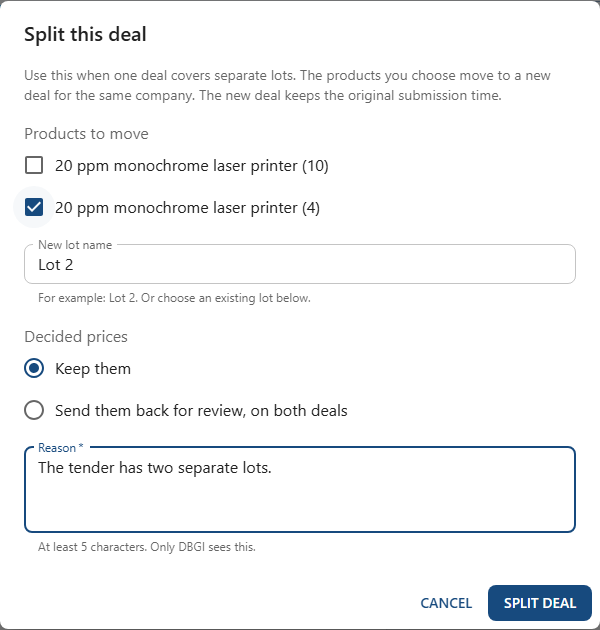 Split this deal
Use this when one deal covers separate lots. The products you choose move to a new
deal for the same company. The new deal keeps the original submission time.
Products to move
20 ppm monochrome laser printer (10)
20 ppm monochrome laser printer (4)
New lot name
Lot 2
For example: Lot 2. Or choose an existing lot below.
Decided prices
Keep them
Send them back for review, on both deals
Reason *
The tender has two separate lots.
At least 5 characters. Only DBGI sees this.
CANCEL
SPLIT DEAL